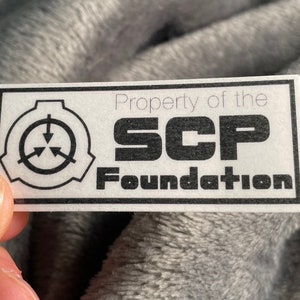 Property of the
SCP
Foundation